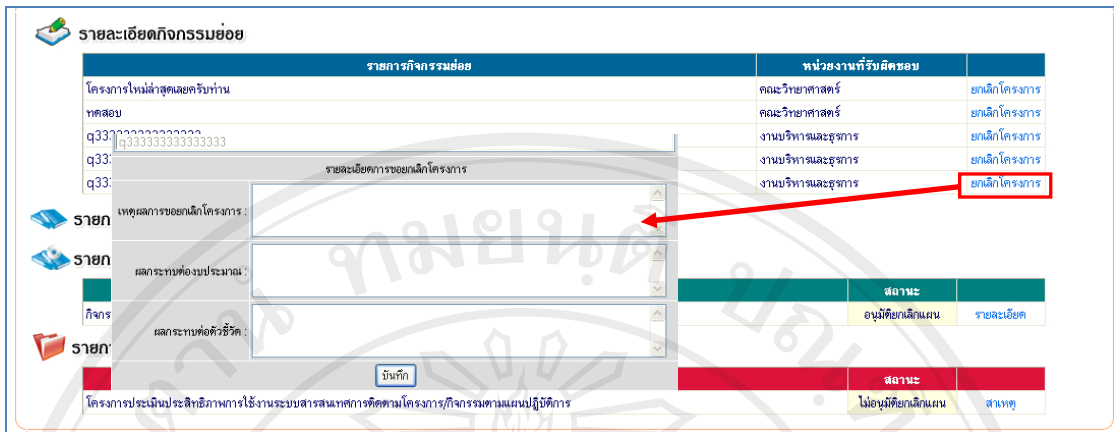 รายละเอียดกิจกรรมย่อย
รายการกิจกรรมย่อย หน่วยงานที่รับผิดชอบ
โครงการใหม่ล่าสุดเลยครับท่าน คณะวิทยาศาสตร์ ยกเลิกโครงการ
ทดสอบ คณะวิทยาศาสตร์ ยกเลิกโครงการ
งานบริหารและธุรการ ยกเลิกโครงการ
q333333333333333
q33 งานบริหารและธุรการ ยกเลิกโครงการ
รายละเอียดการขอยกเลิกโครงการ
q33 งานบริหารและธุรการ ยกเลิกโครงการ
เหตุผลการขอยกเลิกโครงการ :
รายก
รายก
ผลกระทบต่องบประมาณ :
สถานะ
กิจกร อนุมัติยกเลิกแผน รายละเอียด
ผลกระทบต่อตัวชี้วัด :
รายกา
บันทึก
สถานะ
โครงการประเมินประสิทธิภาพการใช้งานระบบสารสนเทศการติดตามโครงการ/กิจกรรมตามแผนปฏิบัติการ ไม่อนุมัติยกเลิกแผน สาเหตุ